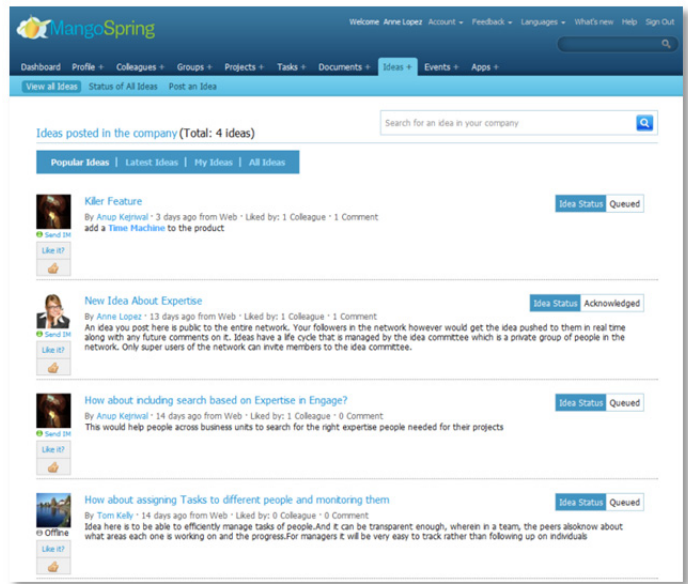 MangoSpring
Welcome Anne Lopez Account Feedback Languages What's new Help Sign Out
Dashboard Profile + Colleagues + Groups + Projects + Tasks + Documents + Ideas + Events + Apps +
View all Ideas Status of All Ideas Post an Idea
Ideas posted in the company (Total: 4 ideas)
Search for an idea in your company
Popular Ideas | Latest Ideas | My Ideas | All Ideas
Killer Feature
Idea Status Queued
By Anup Kejriwal · 3 days ago from Web · Liked by: 1 Colleague · 1 Comment
add a Time Machine to the product
Send IM
Like it?
New Idea About Expertise
Idea Status Acknowledged
By Anne Lopez · 13 days ago from Web · Liked by: 1 Colleague · 1 Comment
An idea you post here is public to the entire network. Your followers in the network however would get the idea pushed to them in real time
along with any future comments on it. Ideas have a life cycle that is managed by the idea committee which is a private group of people in the
network. Only super users of the network can invite members to the idea committee.
Send IM
Like it?
How about including search based on Expertise in Engage?
Idea Status Queued
By Anup Kejriwal · 14 days ago from Web · Liked by: 1 Colleague · 0 Comment
This would help people across business units to search for the right expertise people needed for their projects
Send IM
Like it?
How about assigning Tasks to different people and monitoring them
Idea Status Queued
By Tom Kelly · 14 days ago from Web · Liked by: 0 Colleague · 0 Comment
Idea here is to be able to efficiently manage tasks of people.And it can be transparent enough, wherein in a team, the peers alsoknow about
what areas each one is working on and the progress.For managers it will be very easy to track rather than following up on individuals
Offline
Like it?